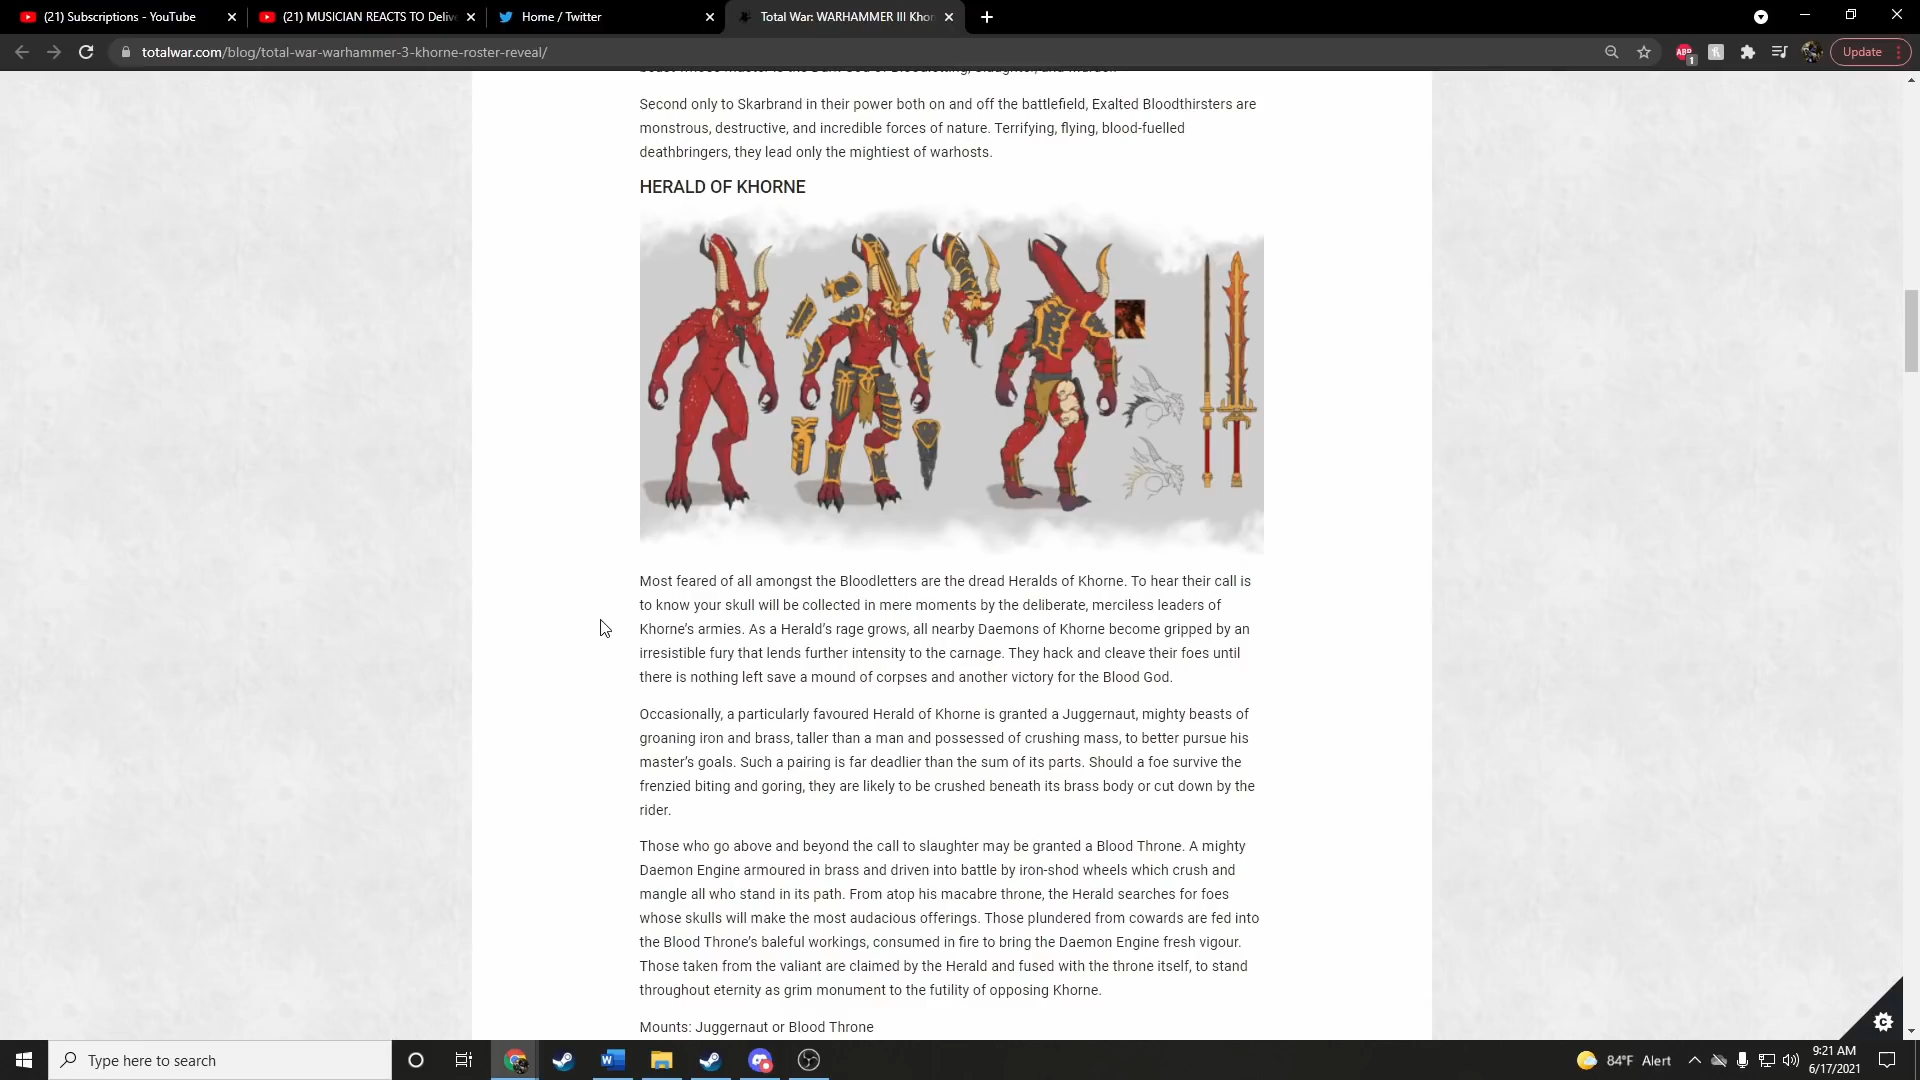 (21) Subscriptions - YouTube
(21) MUSICIAN REACTS TO Delive
Home / Twitter
Total War: WARHAMMER III Khor
totalwar.com/blog/total-war-warhammer-3-khorne-roster-reveal/
ABP
1
Update
Second only to Skarbrand in their power both on and off the battlefield, Exalted Bloodthirsters are
monstrous, destructive, and incredible forces of nature. Terrifying, flying, blood-fuelled
deathbringers, they lead only the mightiest of warhosts.
HERALD OF KHORNE
Most feared of all amongst the Bloodletters are the dread Heralds of Khorne. To hear their call is
to know your skull will be collected in mere moments by the deliberate, merciless leaders of
Khorne's armies. As a Herald's rage grows, all nearby Daemons of Khorne become gripped by an
irresistible fury that lends further intensity to the carnage. They hack and cleave their foes until
there is nothing left save a mound of corpses and another victory for the Blood God.
Occasionally, a particularly favoured Herald of Khorne is granted a Juggernaut, mighty beasts of
groaning iron and brass, taller than a man and possessed of crushing mass, to better pursue his
master's goals. Such a pairing is far deadlier than the sum of its parts. Should a foe survive the
frenzied biting and goring, they are likely to be crushed beneath its brass body or cut down by the
rider.
Those who go above and beyond the call to slaughter may be granted a Blood Throne. A mighty
Daemon Engine armoured in brass and driven into battle by iron-shod wheels which crush and
mangle all who stand in its path. From atop his macabre throne, the Herald searches for foes
whose skulls will make the most audacious offerings. Those plundered from cowards are fed into
the Blood Throne's baleful workings, consumed in fire to bring the Daemon Engine fresh vigour.
Those taken from the valiant are claimed by the Herald and fused with the throne itself, to stand
throughout eternity as grim monument to the futility of opposing Khorne.
Mounts: Juggernaut or Blood Throne
Type here to search
84°F Alert
9:21 AM
6/17/2021